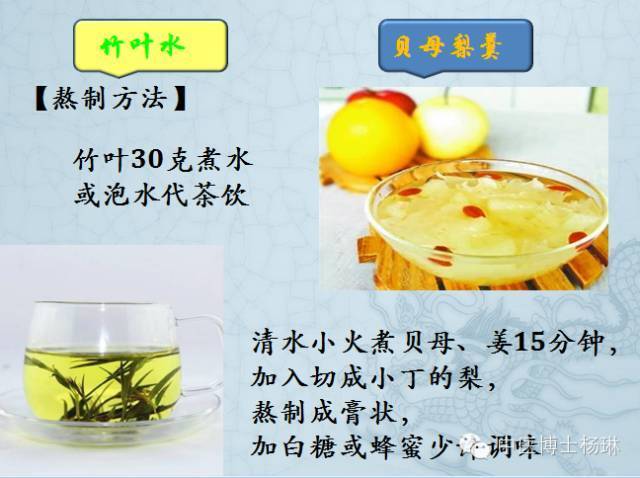 竹叶水
贝母梨羹
【熬制方法】
竹叶30克煮水
或泡水代茶饮
清水小火煮贝母、姜15分钟，
加入切成小丁的梨，
熬制成膏状，
加白糖或蜂蜜少许调味
博士杨琳